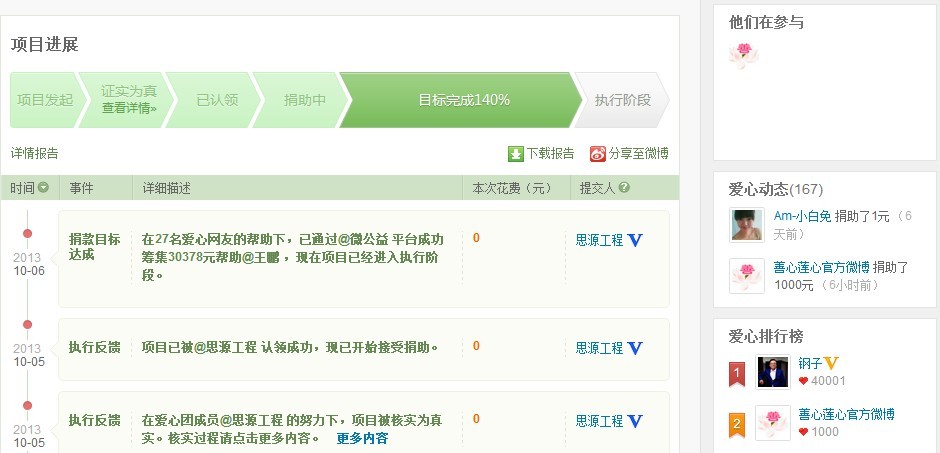 项目进展
项目发起
证实为真
查看详情»
已认领
捐助中
目标完成140%
执行阶段
详情报告
下载报告
分享至微博
时间
事件
详细描述
本次花费（元）
提交人
2013
10-06
捐款目标
达成
在27名爱心网友的帮助下，已通过@微公益 平台成功
筹集30378元帮助@王鹏 ，现在项目已经进入执行阶
段。
0
思源工程
2013
10-05
执行反馈
项目已被@思源工程 认领成功，现已开始接受捐助。
0
思源工程
2013
10-05
执行反馈
在爱心团成员@思源工程 的努力下，项目被核实为真
实。核实过程请点击更多内容。 更多内容
0
思源工程
他们在参与
爱心动态(167)
Am-小白兔 捐助了1元 （6
天前）
善心莲心官方微博 捐助了
1000元 （6小时前）
爱心排行榜
1
钢子
40001
2
善心莲心官方微博
1000